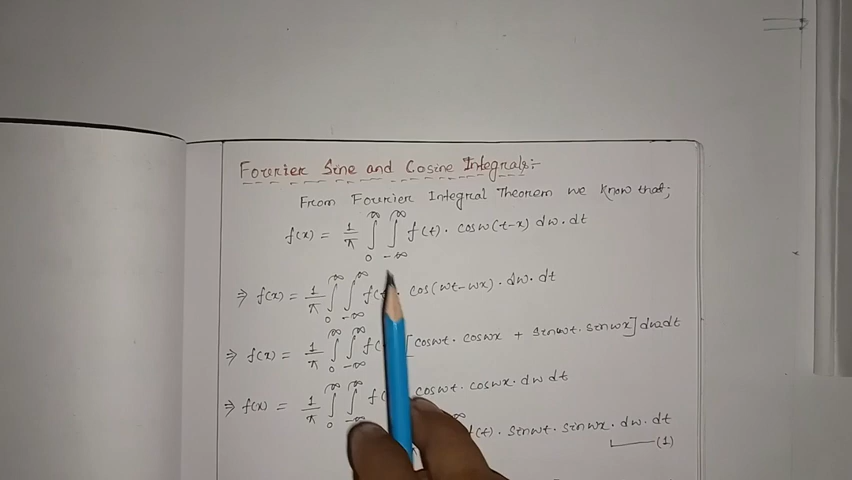 Fourier Sine and Cosine Integrals:-
From Fourier Integral Theorem we know that;
f(x) = 1/π ∫₀^∞ ∫₋∞^∞ f(t) · cosω(t-x) dω · dt
⇒ f(x) = 1/π ∫₀^∞ ∫₋∞^∞ f(t) · cos(ωt-ωx) · dω · dt
⇒ f(x) = 1/π ∫₀^∞ ∫₋∞^∞ [cosωt · cosωx + sinωt · sinωx] dω dt
⇒ f(x) = 1/π ∫₀^∞ ∫₋∞^∞ cosωt · cosωx · dω dt
f(t) · sinωt · sinωx · dω · dt
(1)